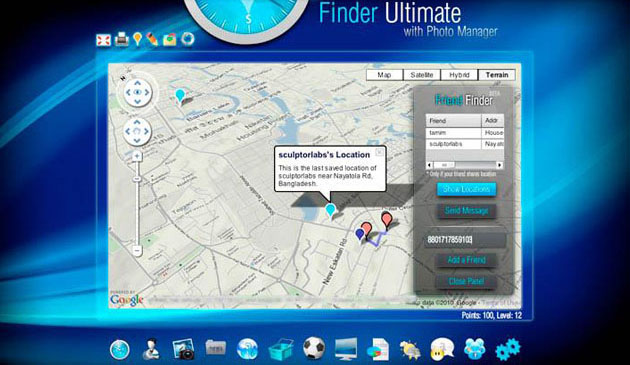 Finder Ultimate
with Photo Manager
Map Satellite Hybrid Terrain
Friend Finder
BETA
Friend Addr
tamim House
sculptorlabs Nayato
* Only if your friend shares location
Show Locations
Send Message
8801717859103
Add a Friend
Close Panel
sculptorlabs's Location
This is the last saved location of
sculptorlabs near Nayatola Rd,
Bangladesh.
New Eskaton Rd
POWERED BY
Google
data ©2010 Google - Terms of Use
Points: 100, Level: 12